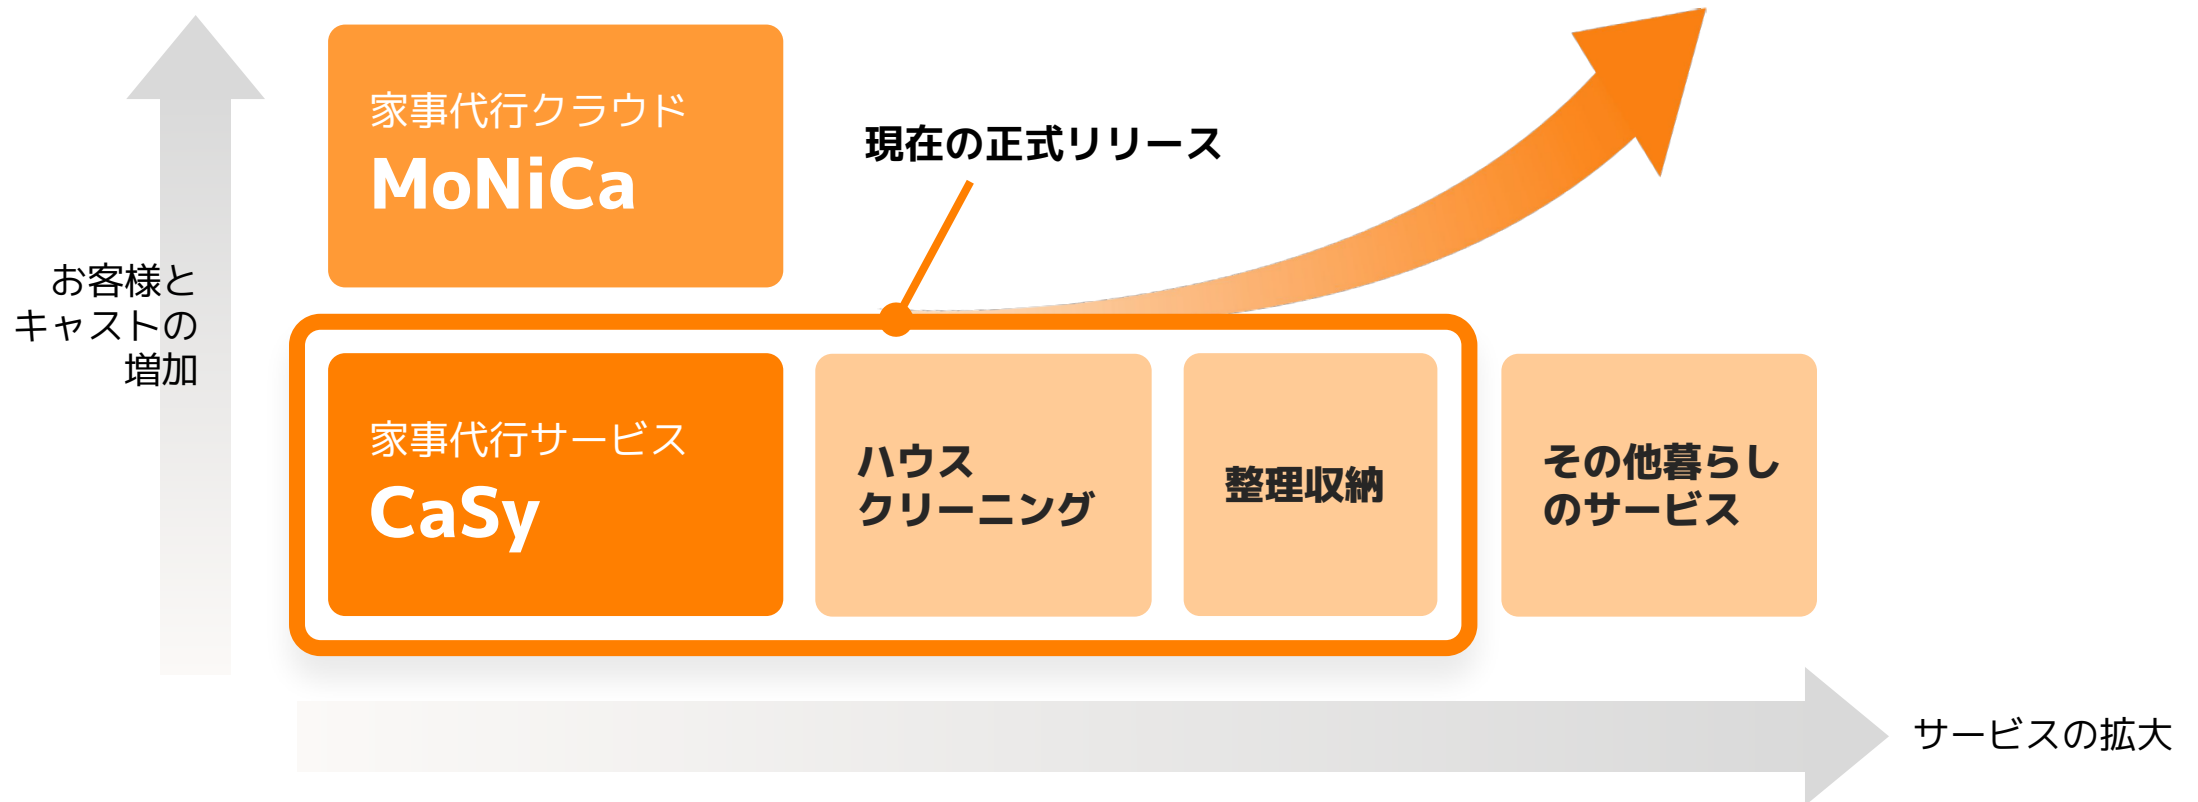 家事代行クラウド
MoNiCa
現在の正式リリース
お客様と
キャストの
増加
家事代行サービス
CaSy
ハウス
クリーニング
整理収納
その他暮らし
のサービス
サービスの拡大